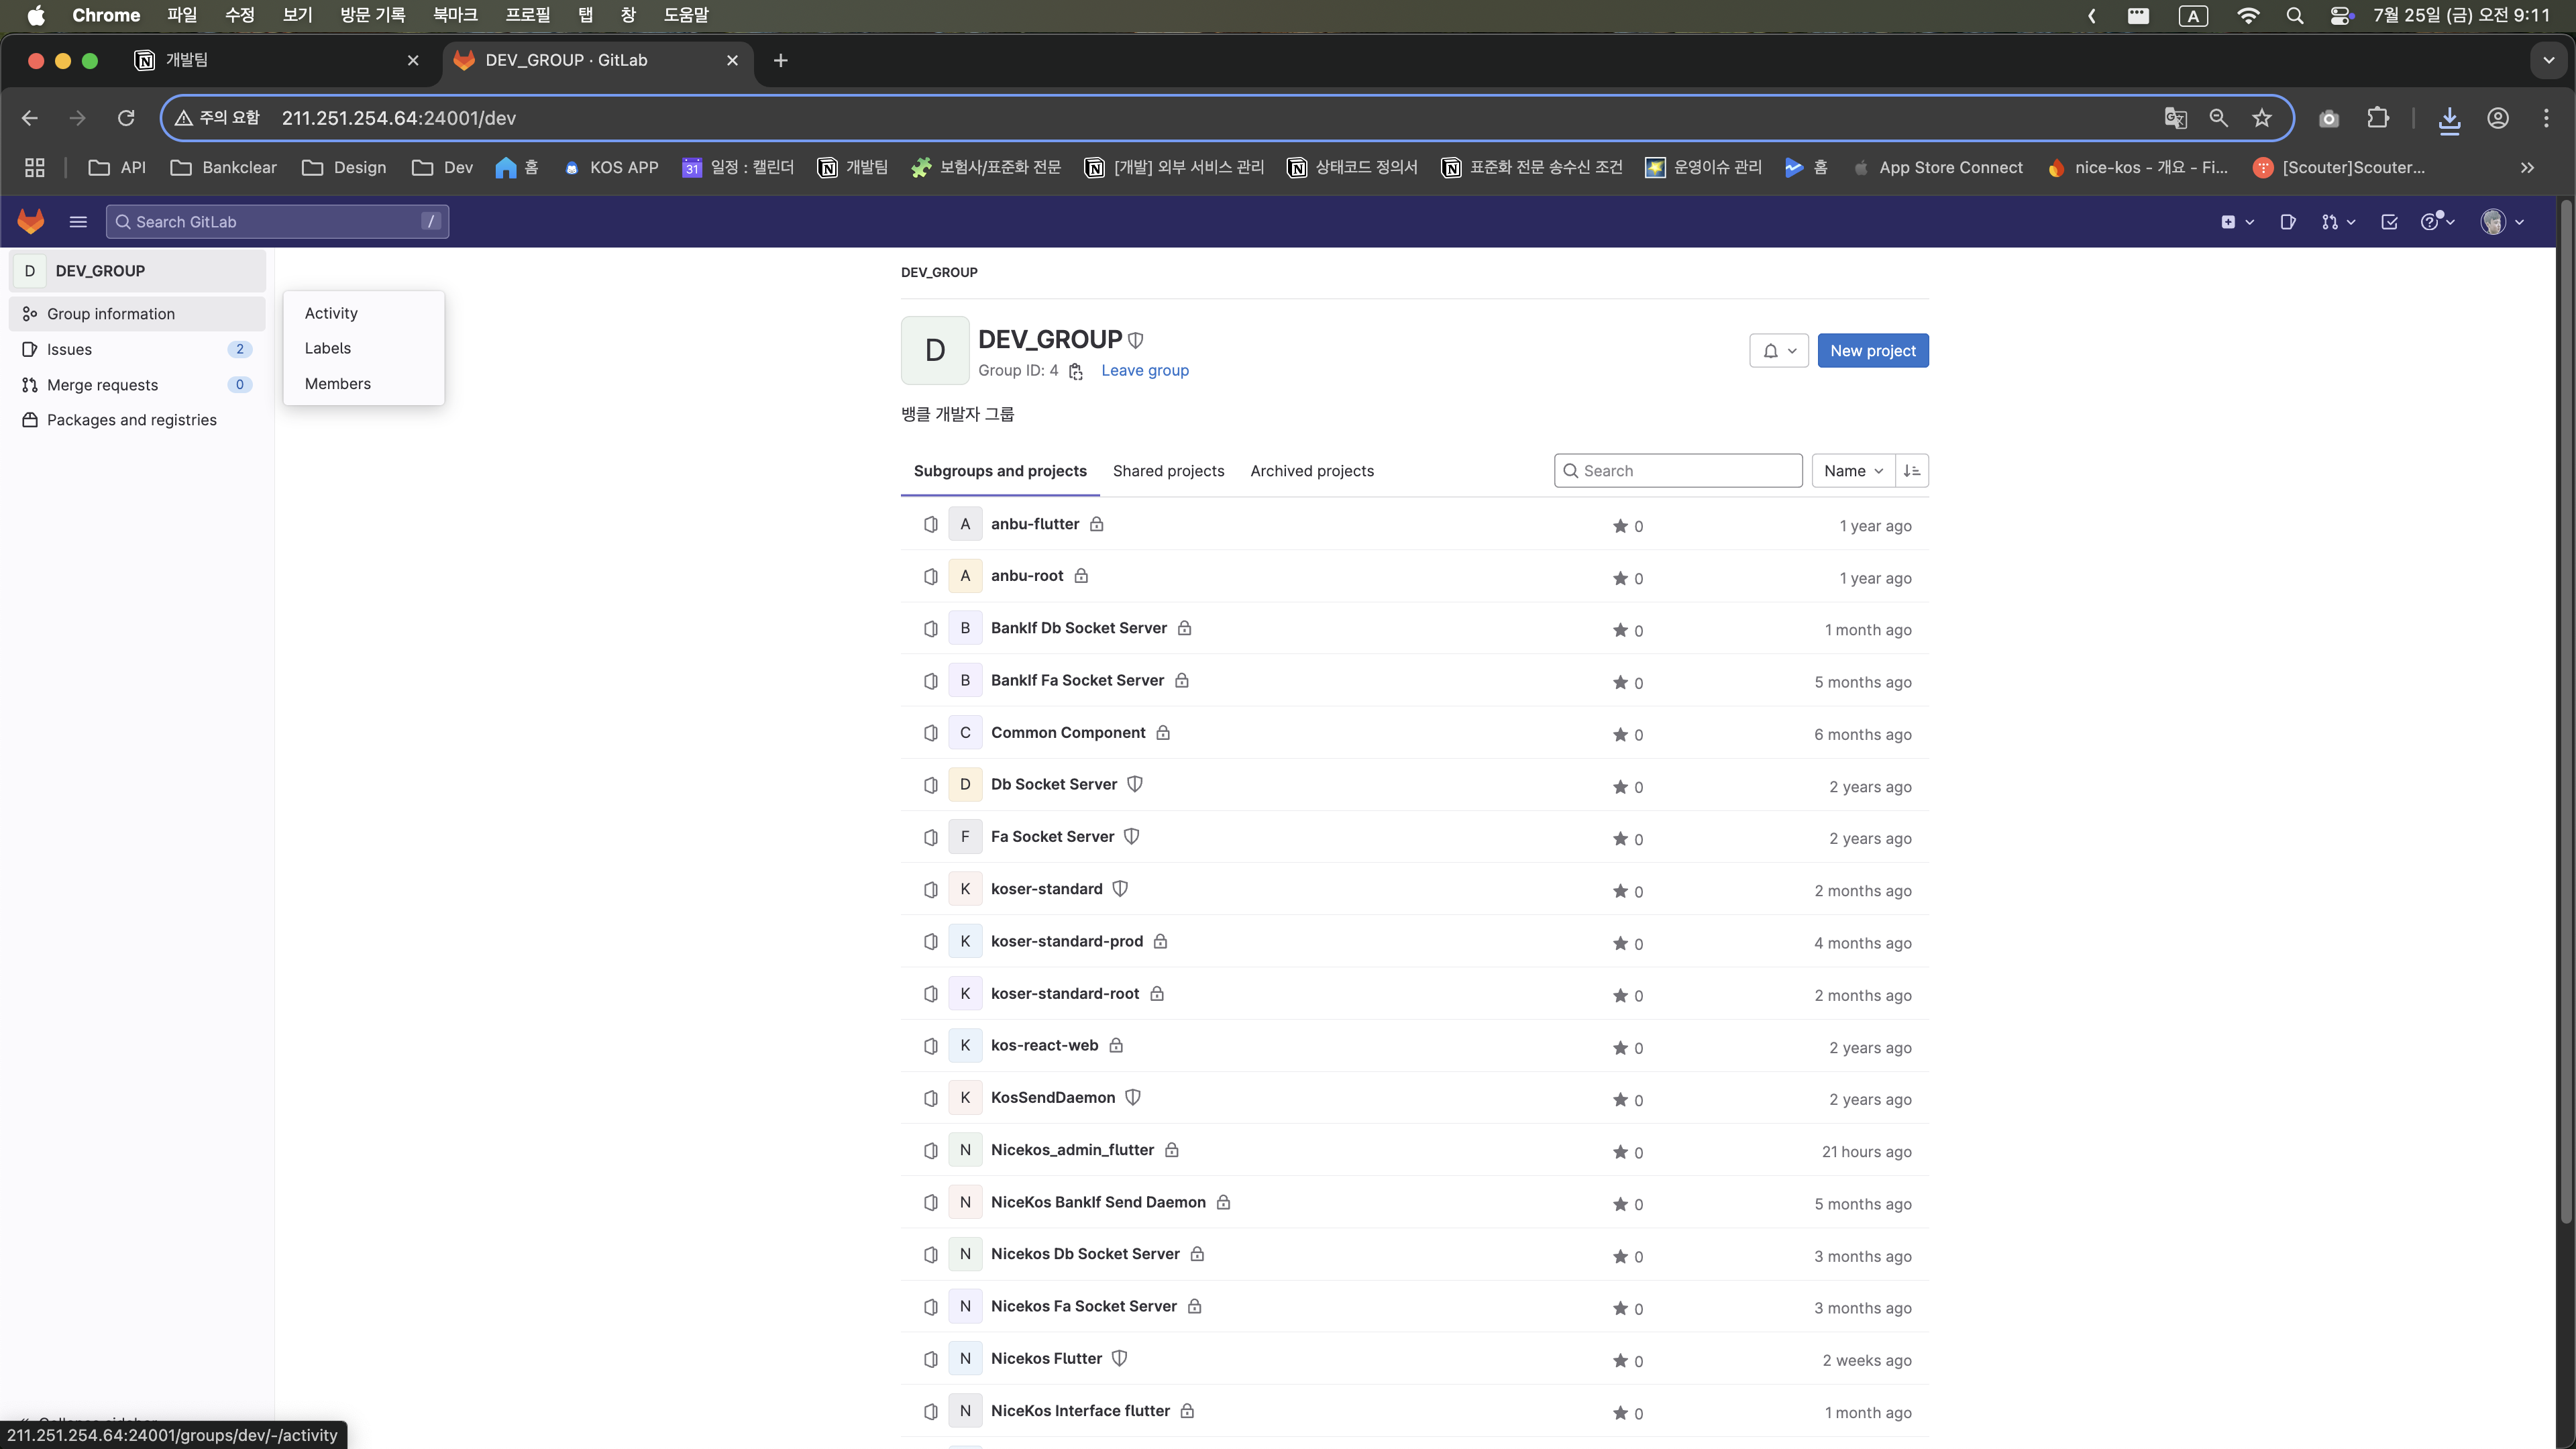 Chrome 파일 수정 보기 방문 기록 북마크 프로필 탭 창 도움말 A 7월 25일 (금) 오전 9:11
개발팀 DEV_GROUP · GitLab
주의 요함 211.251.254.64:24001/dev
API Bankclear Design Dev 홈 KOS APP 31 일정 : 캘린더 개발팀 보험사/표준화 전문 [개발] 외부 서비스 관리 상태코드 정의서 표준화 전문 송수신 조건 운영이슈 관리 홈 App Store Connect nice-kos - 개요 - Fi... [Scouter]Scouter...
Search GitLab /
D DEV_GROUP
Group information
Issues 2
Merge requests 0
Packages and registries
Activity
Labels
Members
DEV_GROUP
D DEV_GROUP
Group ID: 4 Leave group
New project
뱅클 개발자 그룹
Subgroups and projects Shared projects Archived projects Search Name
A anbu-flutter 0 1 year ago
A anbu-root 0 1 year ago
B BankIf Db Socket Server 0 1 month ago
B BankIf Fa Socket Server 0 5 months ago
C Common Component 0 6 months ago
D Db Socket Server 0 2 years ago
F Fa Socket Server 0 2 years ago
K koser-standard 0 2 months ago
K koser-standard-prod 0 4 months ago
K koser-standard-root 0 2 months ago
K kos-react-web 0 2 years ago
K KosSendDaemon 0 2 years ago
N Nicekos_admin_flutter 0 21 hours ago
N NiceKos BankIf Send Daemon 0 5 months ago
N Nicekos Db Socket Server 0 3 months ago
N Nicekos Fa Socket Server 0 3 months ago
N Nicekos Flutter 0 2 weeks ago
N NiceKos Interface flutter 0 1 month ago
211.251.254.64:24001/groups/dev/-/activity